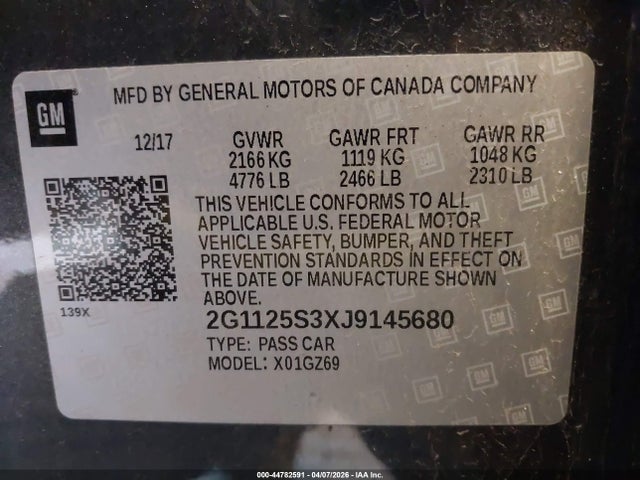 MFD BY GENERAL MOTORS OF CANADA COMPANY
GM
12/17 GVWR GAWR FRT GAWR RR
2166 KG 1119 KG 1048 KG
4776 LB 2466 LB 2310 LB
THIS VEHICLE CONFORMS TO ALL
APPLICABLE U.S. FEDERAL MOTOR
VEHICLE SAFETY, BUMPER, AND THEFT
PREVENTION STANDARDS IN EFFECT ON
THE DATE OF MANUFACTURE SHOWN
ABOVE.
139X
2G1125S3XJ9145680
TYPE: PASS CAR
MODEL: X01GZ69
000-44782591 - 04/07/2026 - IAA Inc.